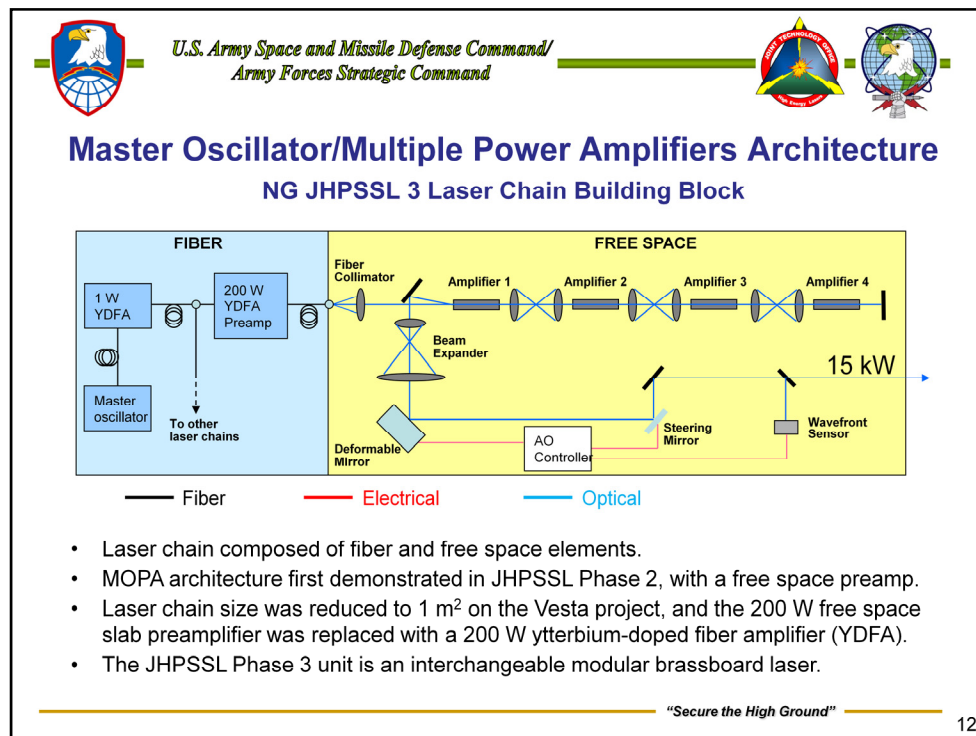 U.S. Army Space and Missile Defense Command/
Army Forces Strategic Command
JOINT TECHNOLOGY OFFICE
High Energy Lasers
Master Oscillator/Multiple Power Amplifiers Architecture
NG JHPSSL 3 Laser Chain Building Block
FIBER
FREE SPACE
1 W
YDFA
200 W
YDFA
Preamp
Master
oscillator
To other
laser chains
Fiber
Collimator
Amplifier 1
Amplifier 2
Amplifier 3
Amplifier 4
Beam
Expander
15 kW
Deformable
Mirror
AO
Controller
Steering
Mirror
Wavefront
Sensor
Fiber
Electrical
Optical
• Laser chain composed of fiber and free space elements.
• MOPA architecture first demonstrated in JHPSSL Phase 2, with a free space preamp.
• Laser chain size was reduced to 1 m² on the Vesta project, and the 200 W free space
slab preamplifier was replaced with a 200 W ytterbium-doped fiber amplifier (YDFA).
• The JHPSSL Phase 3 unit is an interchangeable modular brassboard laser.
“Secure the High Ground”
12